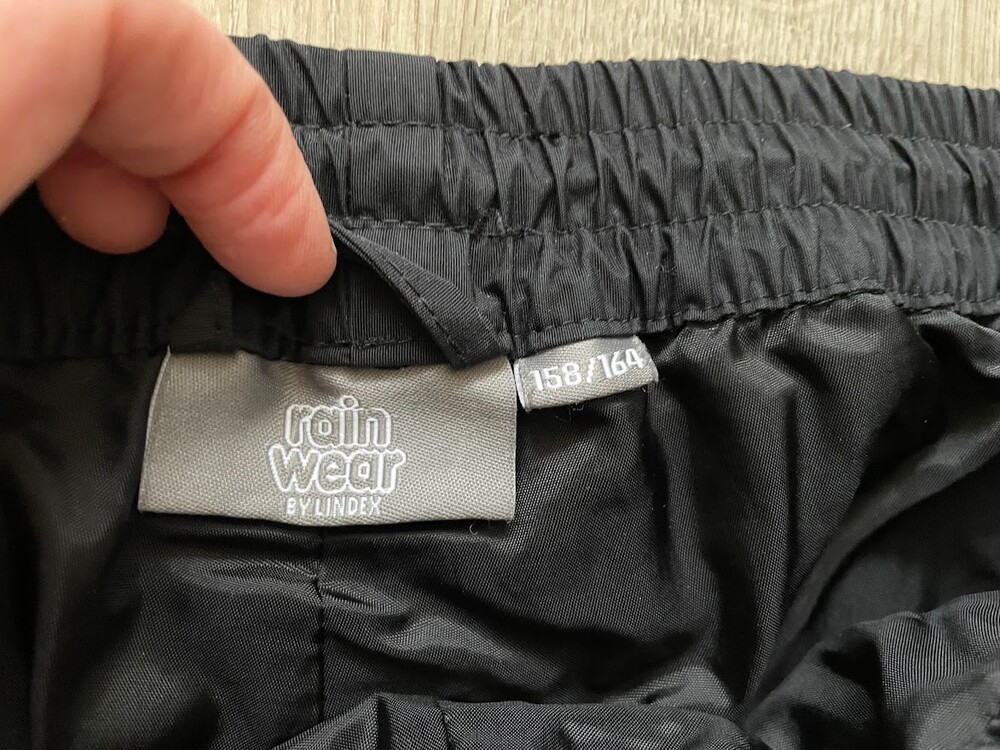 rain
wear
BY LINDEX
158/164